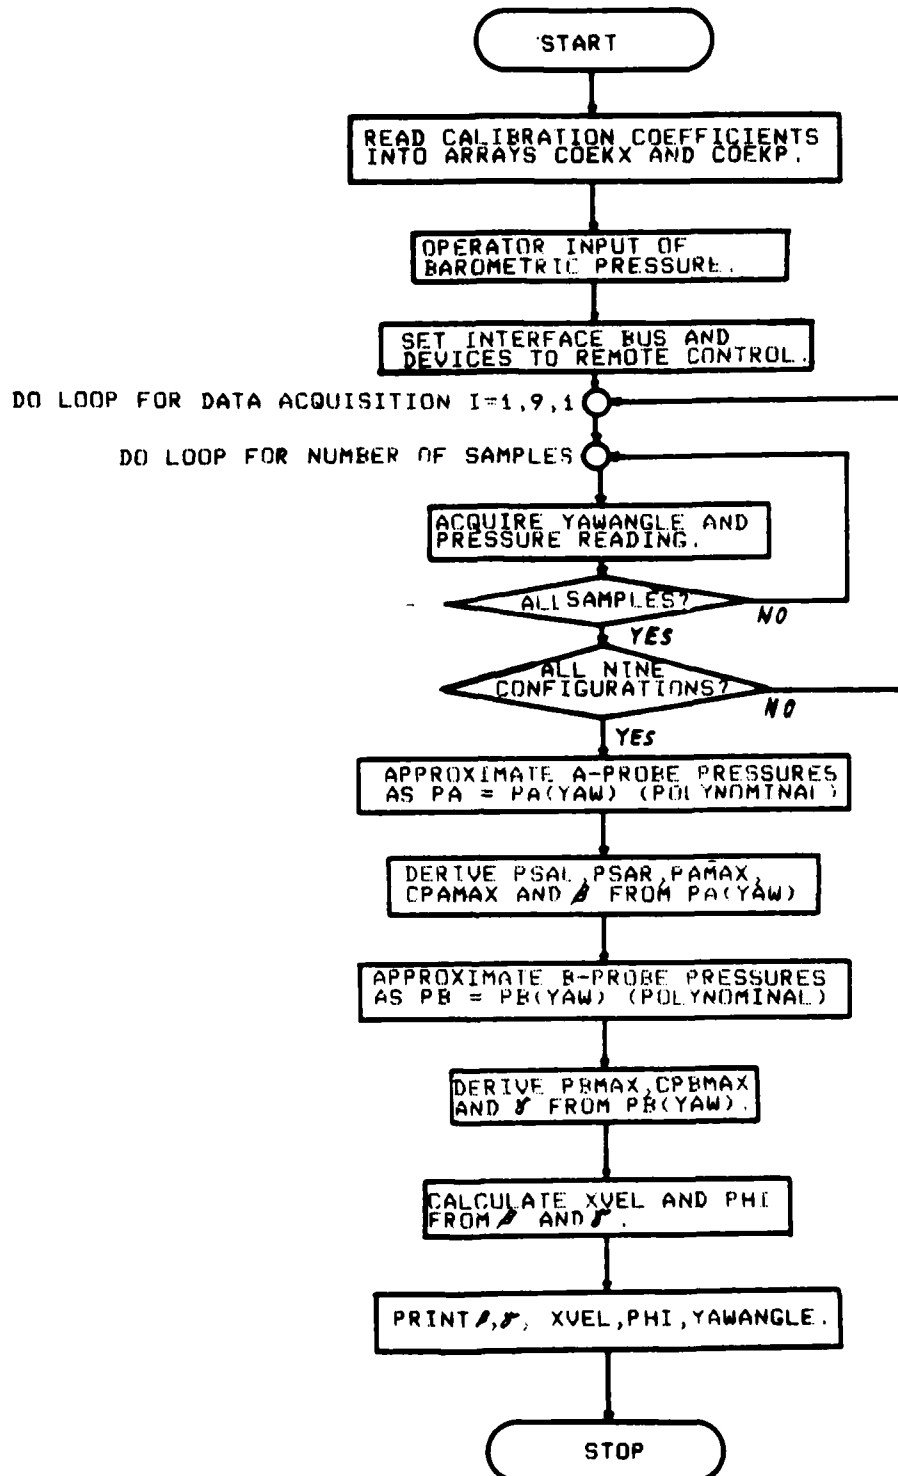 START
READ CALIBRATION COEFFICIENTS
INTO ARRAYS COEKX AND COEKP.
OPERATOR INPUT OF
BAROMETRIC PRESSURE.
SET INTERFACE BUS AND
DEVICES TO REMOTE CONTROL.
DO LOOP FOR DATA ACQUISITION I=1,9,1
DO LOOP FOR NUMBER OF SAMPLES
ACQUIRE YAWANGLE AND
PRESSURE READING.
ALL SAMPLES?
NO
YES
ALL NINE
CONFIGURATIONS?
NO
YES
APPROXIMATE A-PROBE PRESSURES
AS PA = PA(YAW) (POLYNOMINAL)
DERIVE PSAL,PSAR,PAMAX,
CPAMAX AND β FROM PA(YAW)
APPROXIMATE B-PROBE PRESSURES
AS PB = PB(YAW) (POLYNOMINAL)
DERIVE PBMAX,CPBMAX
AND γ FROM PB(YAW).
CALCULATE XVEL AND PHI
FROM β AND γ.
PRINT β,γ, XVEL,PHI,YAWANGLE.
STOP